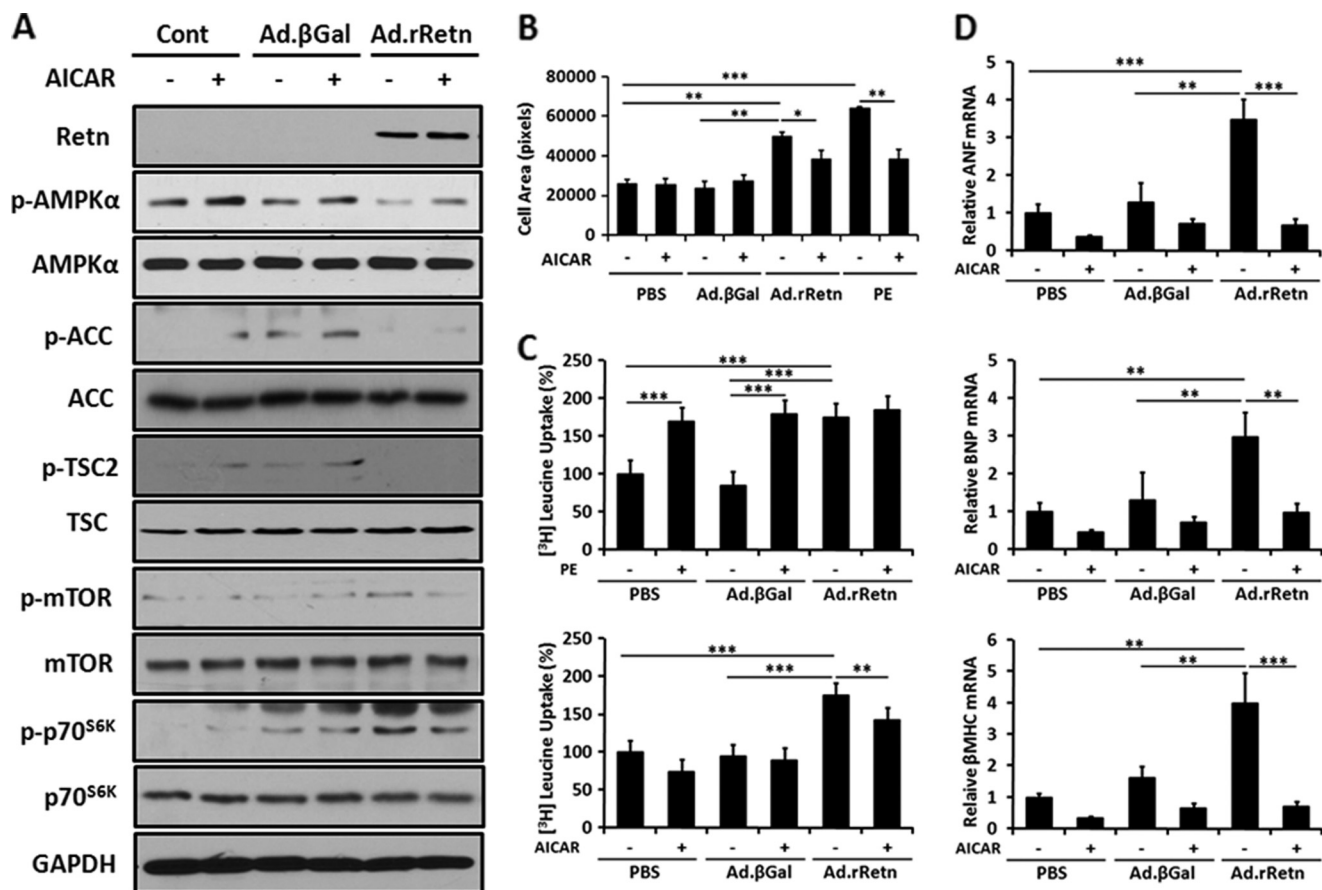 A
Cont Ad.βGal Ad.rRetn
AICAR - + - + - +
Retn
p-AMPKα
AMPKα
p-ACC
ACC
p-TSC2
TSC
p-mTOR
mTOR
p-p70S6K
p70S6K
GAPDH
B
Cell Area (pixels)
80000
60000
40000
20000
0
***
**
**
**
*
AICAR - + - + - + - +
PBS Ad.βGal Ad.rRetn PE
C
[³H] Leucine Uptake (%)
250
200
150
100
50
0
***
***
***
***
PE - + - + - +
PBS Ad.βGal Ad.rRetn
[³H] Leucine Uptake (%)
250
200
150
100
50
0
***
***
**
AICAR - + - + - +
PBS Ad.βGal Ad.rRetn
D
Relative ANF mRNA
5
4
3
2
1
0
***
**
***
AICAR - + - + - +
PBS Ad.βGal Ad.rRetn
Relative BNP mRNA
5
4
3
2
1
0
**
**
**
AICAR - + - + - +
PBS Ad.βGal Ad.rRetn
Relaive βMHC mRNA
6
5
4
3
2
1
0
**
**
***
AICAR - + - + - +
PBS Ad.βGal Ad.rRetn